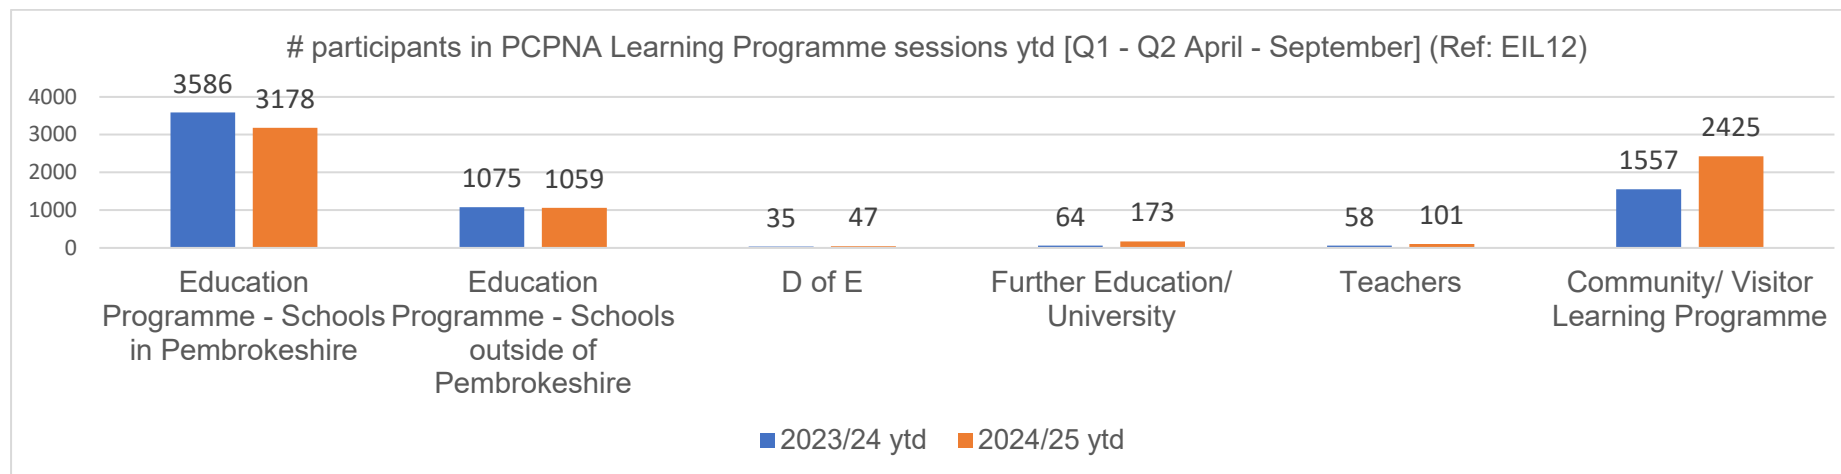 # participants in PCPNA Learning Programme sessions ytd [Q1 - Q2 April - September] (Ref: EIL12)
4000
3000
2000
1000
0
3586
3178
1075
1059
35
47
64
173
58
101
1557
2425
Education
Programme - Schools
in Pembrokeshire
Education
Programme - Schools
outside of
Pembrokeshire
D of E
Further Education/
University
Teachers
Community/ Visitor
Learning Programme
2023/24 ytd
2024/25 ytd